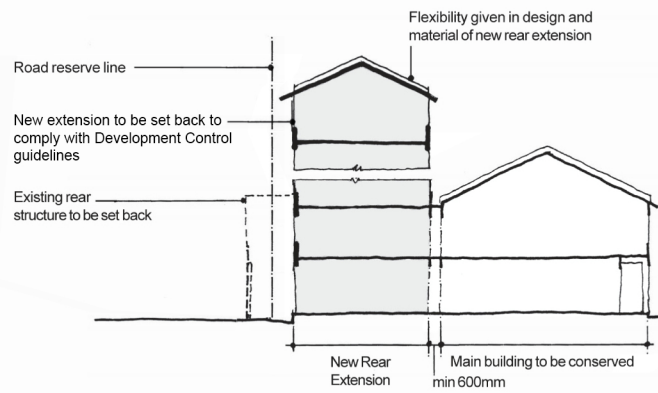 Flexibility given in design and
material of new rear extension
Road reserve line
New extension to be set back to
comply with Development Control
guidelines
Existing rear
structure to be set back
New Rear
Extension
min 600mm
Main building to be conserved